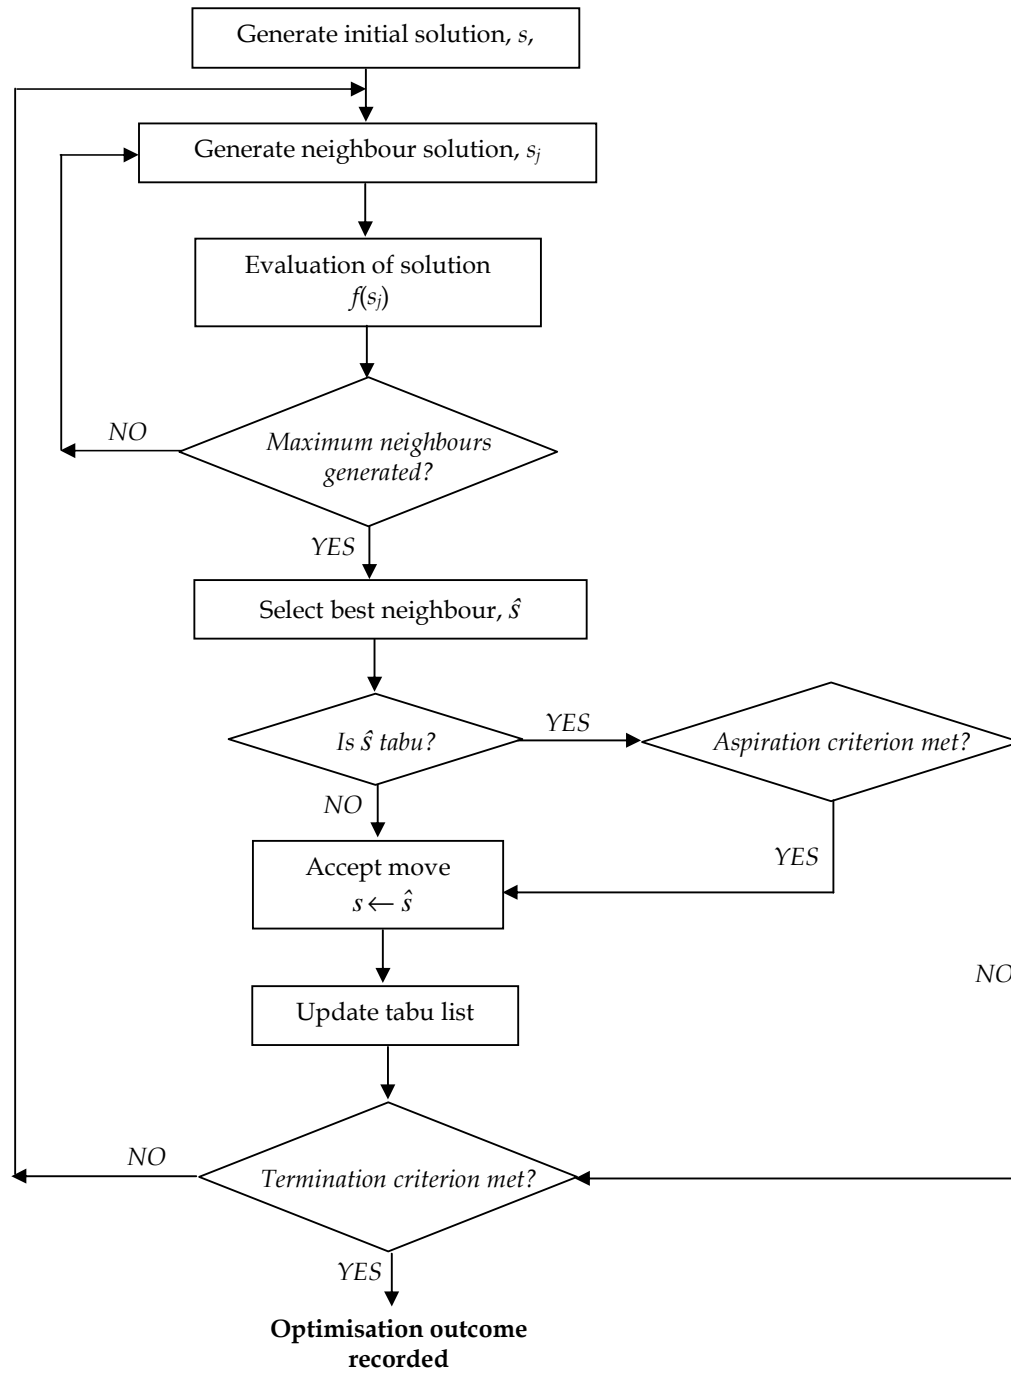 Generate initial solution, s,
Generate neighbour solution, sj
Evaluation of solution
f(sj)
NO
Maximum neighbours
generated?
YES
Select best neighbour, ŝ
Is ŝ tabu?
YES
Aspiration criterion met?
NO
YES
Accept move
s ← ŝ
NO
Update tabu list
NO
Termination criterion met?
YES
Optimisation outcome
recorded